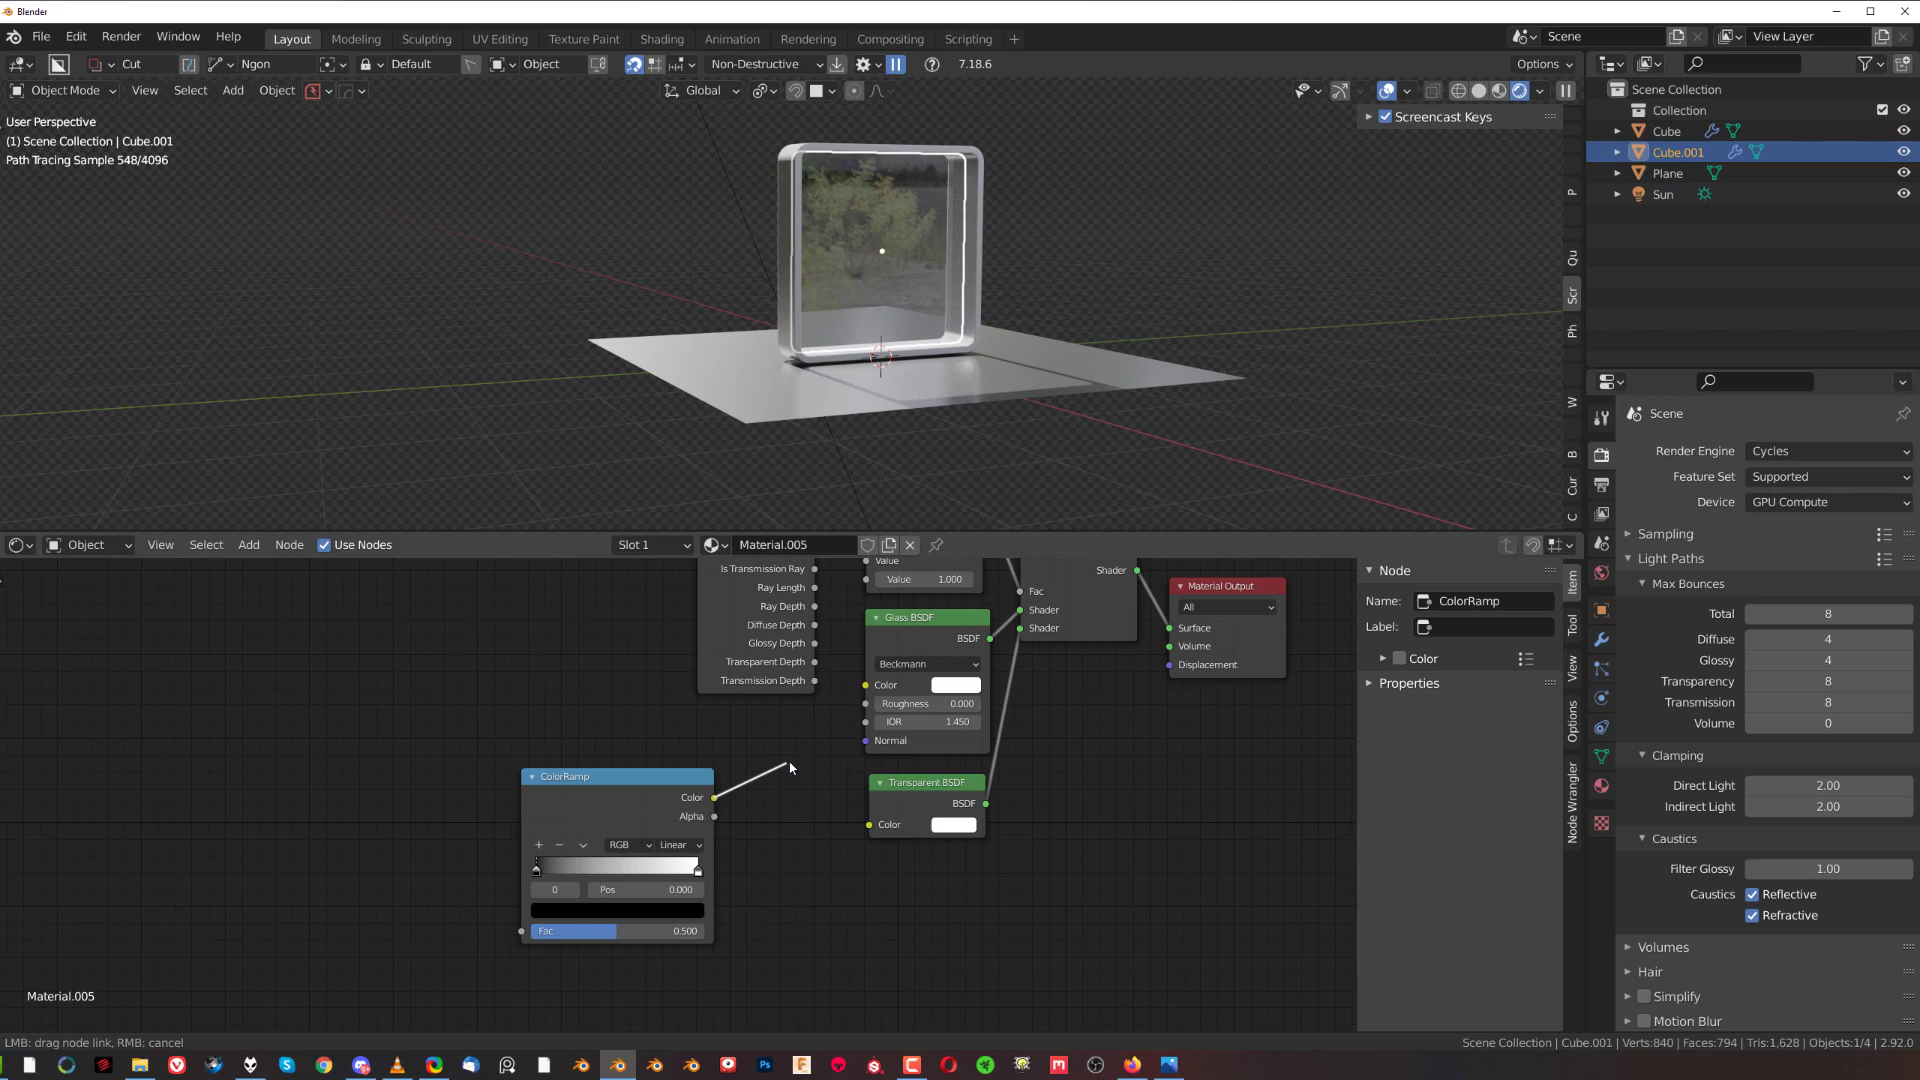 Blender
File Edit Render Window Help
Layout Modeling Sculpting UV Editing Texture Paint Shading Animation Rendering Compositing Scripting +
Scene View Layer
Cut Ngon Default Object Non-Destructive 7.18.6 Options
Object Mode View Select Add Object Global
User Perspective
(1) Scene Collection | Cube.001
Path Tracing Sample 548/4096
Screencast Keys
P
Qu
Scr
Ph
W
B
Cur
C
Scene Collection
Collection
Cube
Cube.001
Plane
Sun
Scene
Render Engine Cycles
Feature Set Supported
Device GPU Compute
Sampling
Light Paths
Max Bounces
Total 8
Diffuse 4
Glossy 4
Transparency 8
Transmission 8
Volume 0
Clamping
Direct Light 2.00
Indirect Light 2.00
Caustics
Filter Glossy 1.00
Caustics Reflective
Refractive
Volumes
Hair
Simplify
Motion Blur
Object View Select Add Node Use Nodes Slot 1 Material.005
Is Transmission Ray
Ray Length
Ray Depth
Diffuse Depth
Glossy Depth
Transparent Depth
Transmission Depth
Value
Value 1.000
Glass BSDF
BSDF
Beckmann
Color
Roughness 0.000
IOR 1.450
Normal
Transparent BSDF
BSDF
Color
Shader
Fac
Shader
Shader
Material Output
All
Surface
Volume
Displacement
ColorRamp
Color
Alpha
RGB Linear
0 Pos 0.000
Fac 0.500
Node
Name: ColorRamp
Label:
Color
Properties
Item
Tool
View
Options
Node Wrangler
Material.005
LMB: drag node link, RMB: cancel
Scene Collection | Cube.001 | Verts:840 | Faces:794 | Tris:1,628 | Objects:1/4 | 2.92.0